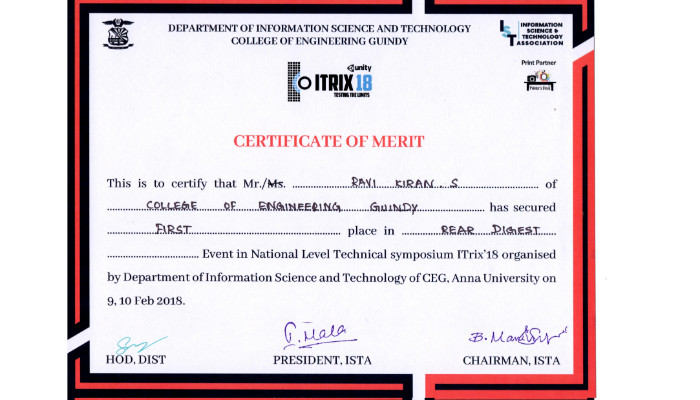 DEPARTMENT OF INFORMATION SCIENCE AND TECHNOLOGY
COLLEGE OF ENGINEERING GUINDY
LIST
INFORMATION
SCIENCE &
TECHNOLOGY
ASSOCIATION
Print Partner
unity
ITRIX 18
TESTING THE LIMITS
CERTIFICATE OF MERIT
This is to certify that Mr./Ms. RAVI KIRAN. S of
COLLEGE OF ENGINEERING GUINDY has secured
FIRST place in REAR DIGEST
Event in National Level Technical symposium ITrix'18 organised
by Department of Information Science and Technology of CEG, Anna University on
9, 10 Feb 2018.
HOD, DIST
PRESIDENT, ISTA
CHAIRMAN, ISTA